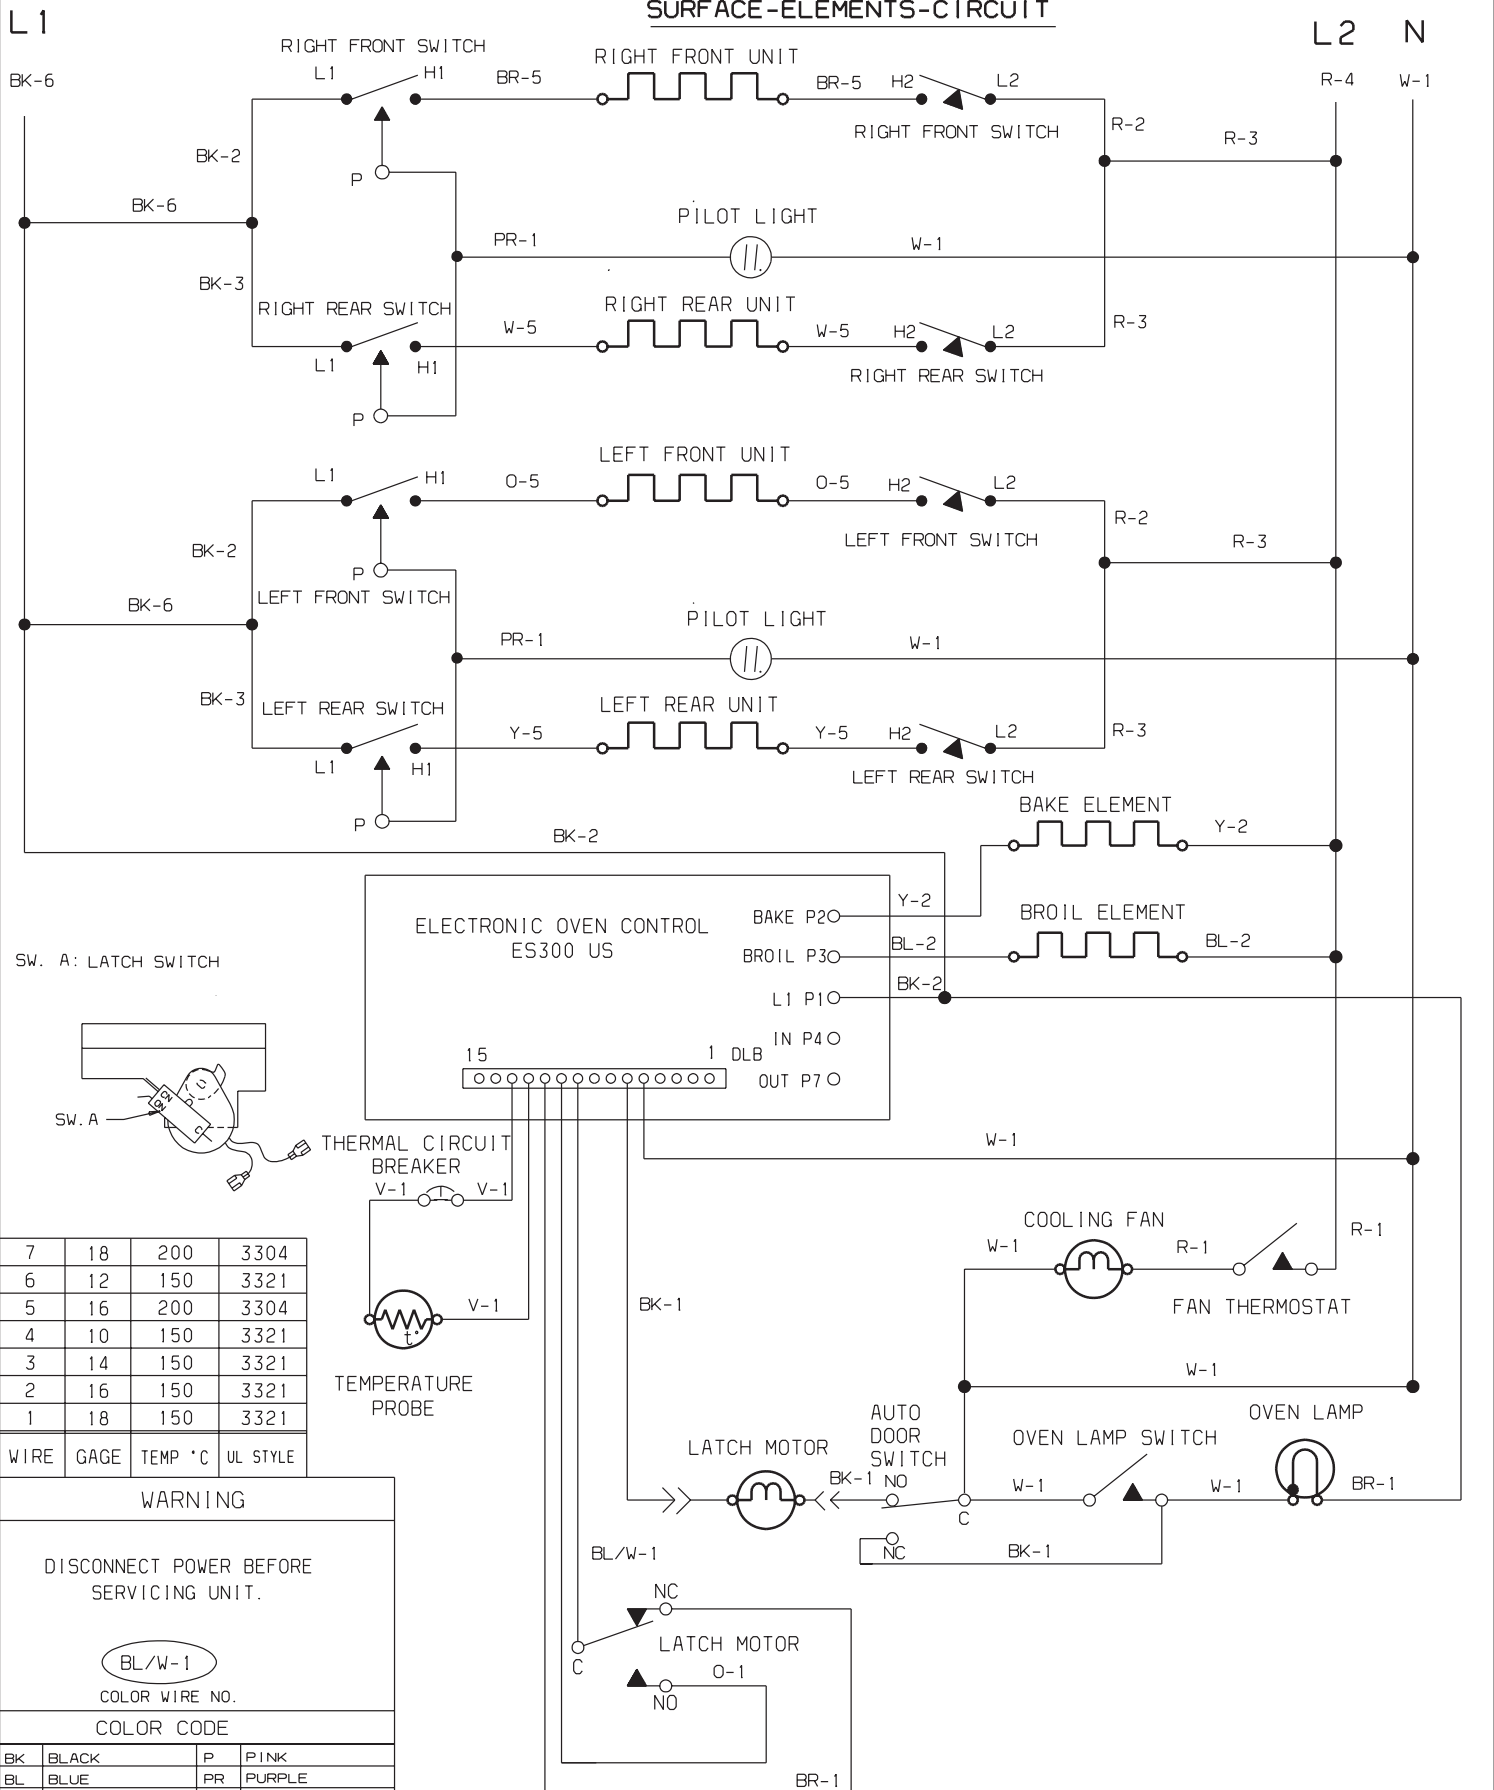 SURFACE-ELEMENTS-CIRCUIT
L1
L2 N
RIGHT FRONT SWITCH
RIGHT FRONT UNIT
BK-6
L1
H1
BR-5
BR-5
H2
L2
R-4
W-1
RIGHT FRONT SWITCH
R-2
R-3
BK-2
P
BK-6
PILOT LIGHT
PR-1
W-1
BK-3
RIGHT REAR SWITCH
RIGHT REAR UNIT
W-5
W-5
H2
L2
R-3
L1
H1
RIGHT REAR SWITCH
P
LEFT FRONT UNIT
L1
H1
O-5
O-5
H2
L2
R-2
LEFT FRONT SWITCH
R-3
BK-2
P
LEFT FRONT SWITCH
BK-6
PILOT LIGHT
PR-1
W-1
BK-3
LEFT REAR SWITCH
LEFT REAR UNIT
Y-5
Y-5
H2
L2
R-3
L1
H1
LEFT REAR SWITCH
BAKE ELEMENT
P
BK-2
Y-2
ELECTRONIC OVEN CONTROL
ES300 US
BAKE P2
Y-2
BROIL ELEMENT
BROIL P3
BL-2
BL-2
L1 P1
BK-2
IN P4
OUT P7
15
1
DLB
SW. A: LATCH SWITCH
NO
NC
C
SW.A
THERMAL CIRCUIT
BREAKER
V-1
V-1
W-1
COOLING FAN
W-1
R-1
R-1
FAN THERMOSTAT
V-1
BK-1
TEMPERATURE
PROBE
t°
7 18 200 3304
6 12 150 3321
5 16 200 3304
4 10 150 3321
3 14 150 3321
2 16 150 3321
1 18 150 3321
WIRE GAGE TEMP °C UL STYLE
W-1
AUTO
DOOR
SWITCH
LATCH MOTOR
BK-1
NO
C
NC
OVEN LAMP SWITCH
OVEN LAMP
W-1
W-1
BR-1
BK-1
WARNING
DISCONNECT POWER BEFORE
SERVICING UNIT.
BL/W-1
COLOR WIRE NO.
COLOR CODE
BK BLACK P PINK
BL BLUE PR PURPLE
BL/W-1
NC
LATCH MOTOR
C
O-1
NO
BR-1